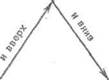 и вверх
и вниз